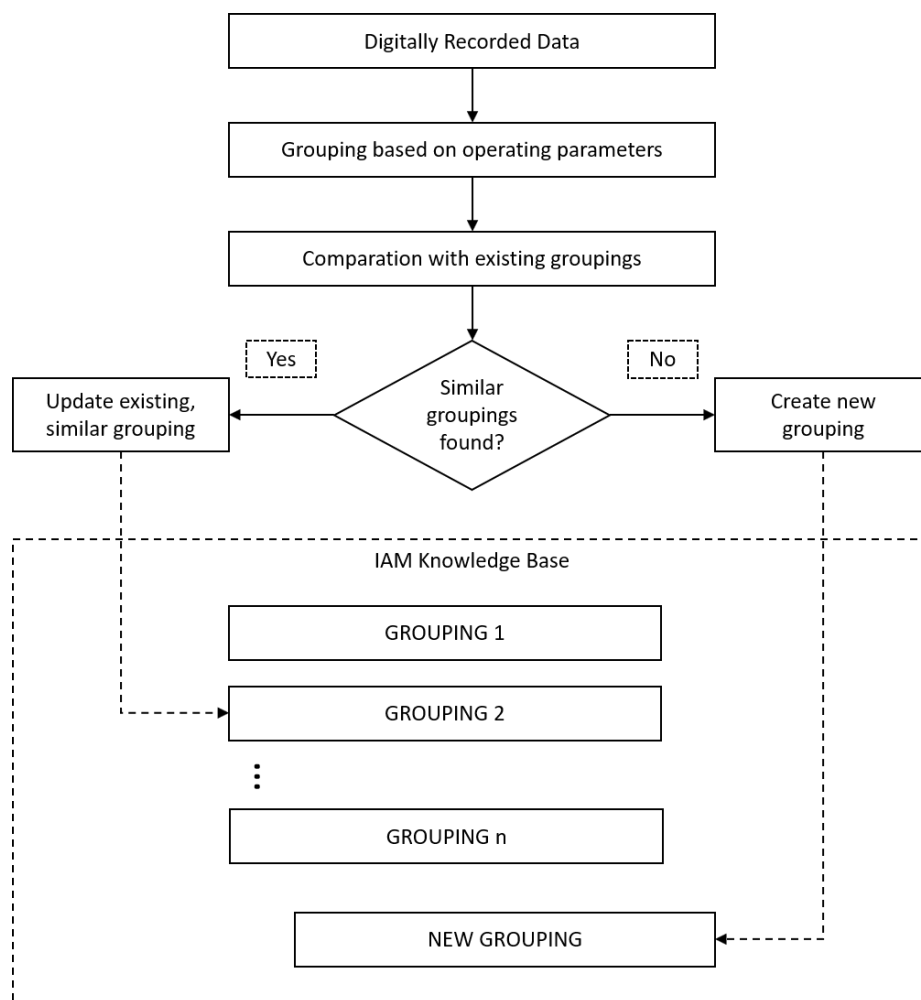 Digitally Recorded Data
Grouping based on operating parameters
Comparation with existing groupings
Yes
No
Update existing,
similar grouping
Similar
groupings
found?
Create new
grouping
IAM Knowledge Base
GROUPING 1
GROUPING 2
⋮
GROUPING n
NEW GROUPING